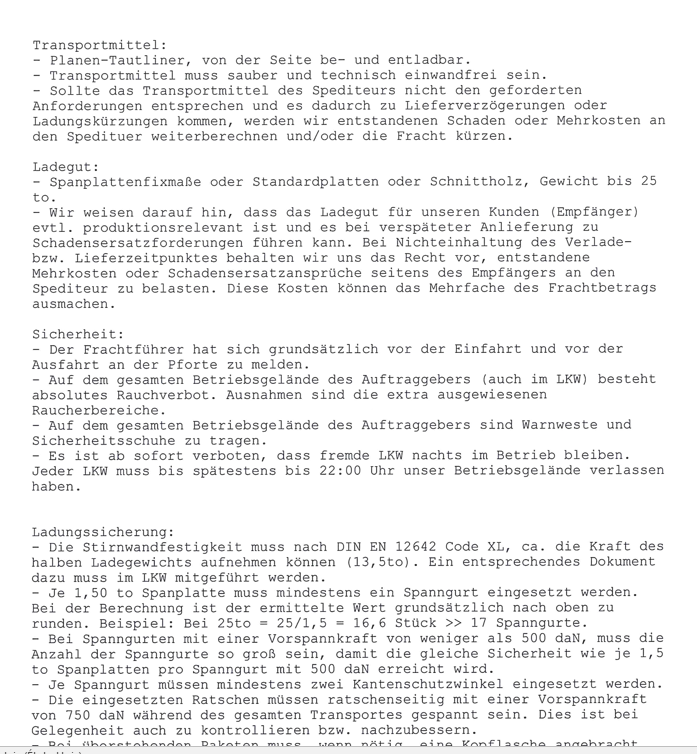 Transportmittel:
- Planen-Tautliner, von der Seite be- und entladbar.
- Transportmittel muss sauber und technisch einwandfrei sein.
- Sollte das Transportmittel des Spediteurs nicht den geforderten
Anforderungen entsprechen und es dadurch zu Lieferverzögerungen oder
Ladungskürzungen kommen, werden wir entstandenen Schaden oder Mehrkosten an
den Spedituer weiterberechnen und/oder die Fracht kürzen.
Ladegut:
- Spanplattenfixmaße oder Standardplatten oder Schnittholz, Gewicht bis 25
to.
- Wir weisen darauf hin, dass das Ladegut für unseren Kunden (Empfänger)
evtl. produktionsrelevant ist und es bei verspäteter Anlieferung zu
Schadensersatzforderungen führen kann. Bei Nichteinhaltung des Verlade-
bzw. Lieferzeitpunktes behalten wir uns das Recht vor, entstandene
Mehrkosten oder Schadensersatzansprüche seitens des Empfängers an den
Spediteur zu belasten. Diese Kosten können das Mehrfache des Frachtbetrags
ausmachen.
Sicherheit:
- Der Frachtführer hat sich grundsätzlich vor der Einfahrt und vor der
Ausfahrt an der Pforte zu melden.
- Auf dem gesamten Betriebsgelände des Auftraggebers (auch im LKW) besteht
absolutes Rauchverbot. Ausnahmen sind die extra ausgewiesenen
Raucherbereiche.
- Auf dem gesamten Betriebsgelände des Auftraggebers sind Warnweste und
Sicherheitsschuhe zu tragen.
- Es ist ab sofort verboten, dass fremde LKW nachts im Betrieb bleiben.
Jeder LKW muss bis spätestens bis 22:00 Uhr unser Betriebsgelände verlassen
haben.
Ladungssicherung:
- Die Stirnwandfestigkeit muss nach DIN EN 12642 Code XL, ca. die Kraft des
halben Ladegewichts aufnehmen können (13,5to). Ein entsprechendes Dokument
dazu muss im LKW mitgeführt werden.
- Je 1,50 to Spanplatte muss mindestens ein Spanngurt eingesetzt werden.
Bei der Berechnung ist der ermittelte Wert grundsätzlich nach oben zu
runden. Beispiel: Bei 25to = 25/1,5 = 16,6 Stück >> 17 Spanngurte.
- Bei Spanngurten mit einer Vorspannkraft von weniger als 500 daN, muss die
Anzahl der Spanngurte so groß sein, damit die gleiche Sicherheit wie je 1,5
to Spanplatten pro Spanngurt mit 500 daN erreicht wird.
- Je Spanngurt müssen mindestens zwei Kantenschutzwinkel eingesetzt werden.
- Die eingesetzten Ratschen müssen ratschenseitig mit einer Vorspannkraft
von 750 daN während des gesamten Transportes gespannt sein. Dies ist bei
Gelegenheit auch zu kontrollieren bzw. nachzubessern.
- Bei überstehenden Paketen muss, wenn nötig, eine Kopflasche angebracht